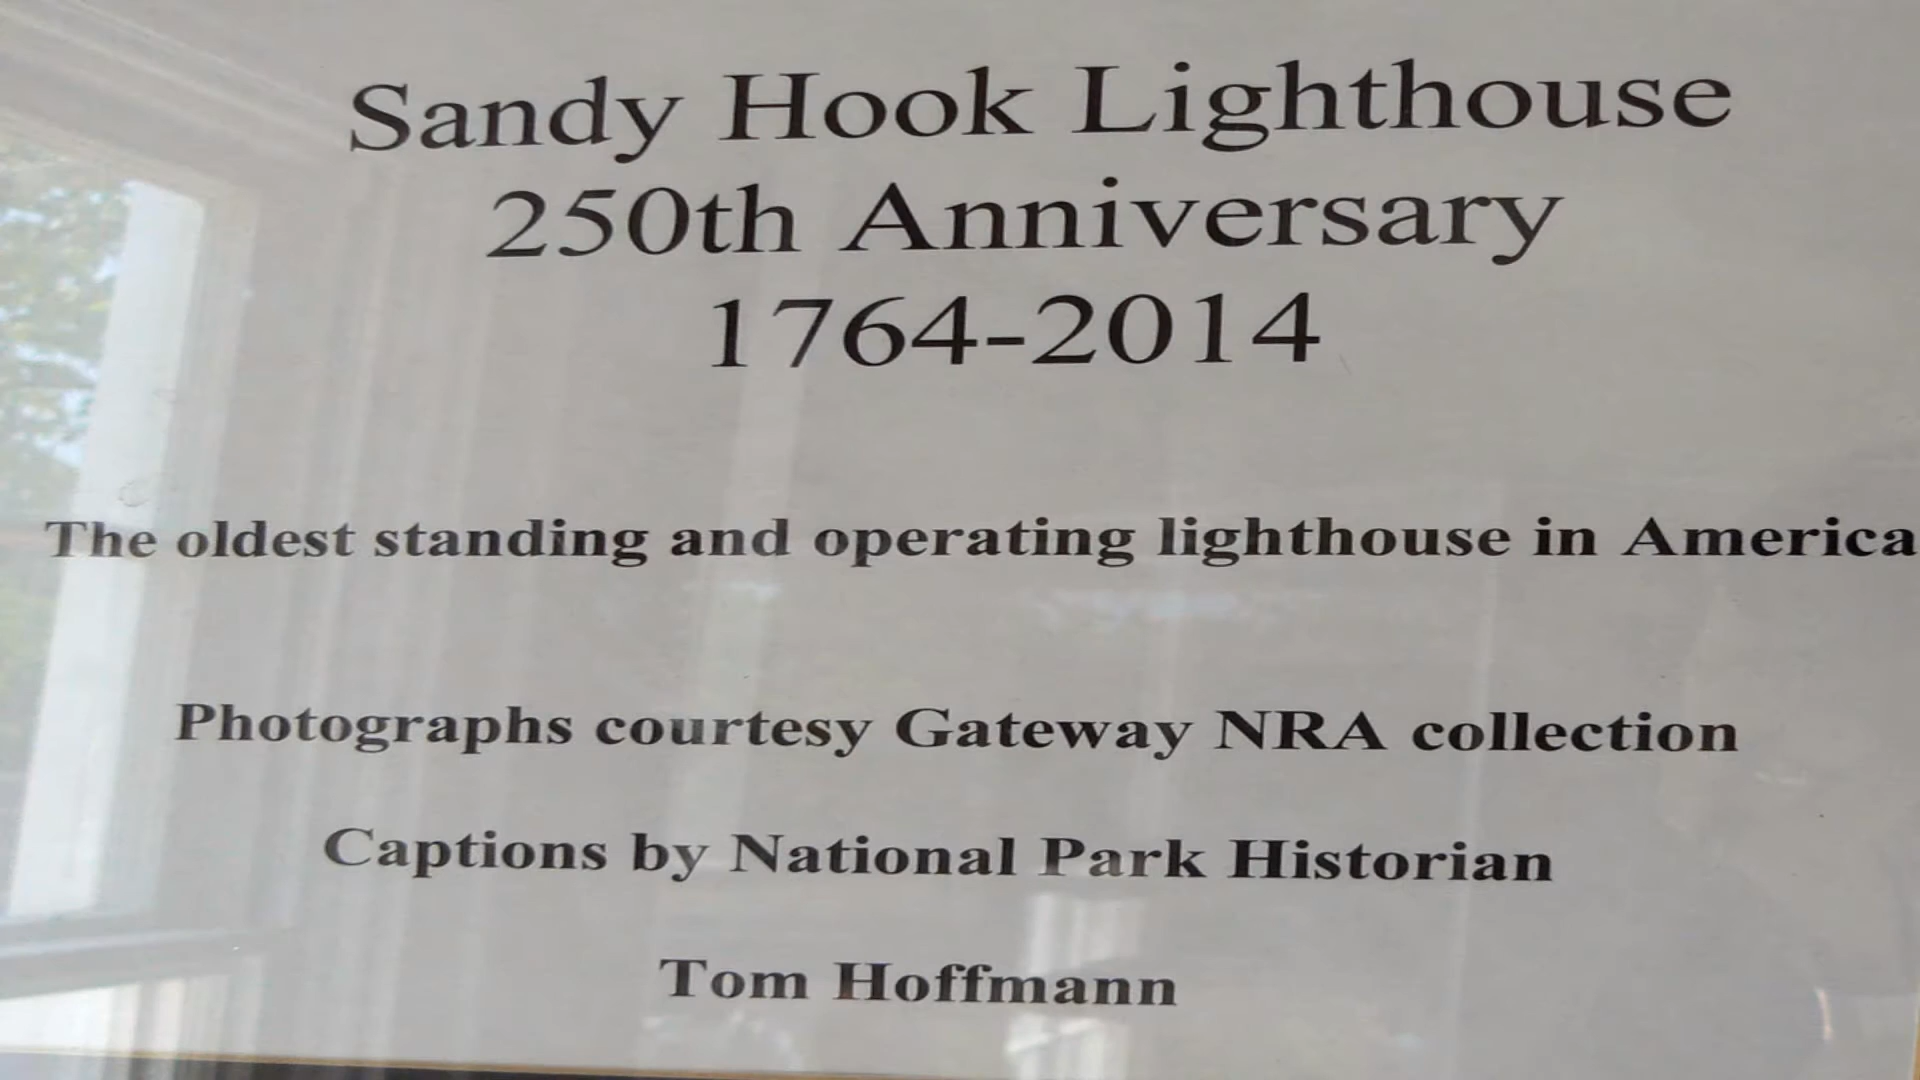 Sandy Hook Lighthouse
250th Anniversary
1764-2014
The oldest standing and operating lighthouse in America
Photographs courtesy Gateway NRA collection
Captions by National Park Historian
Tom Hoffmann